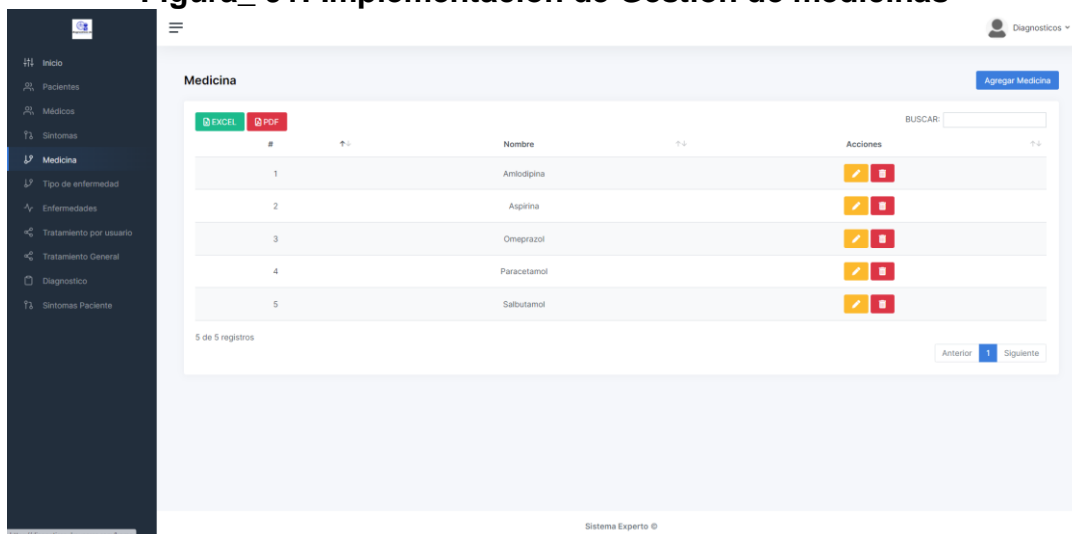 Implementación de Gestión de medicinas
Diagnosticos
Inicio
Pacientes
Médicos
Sintomas
Medicina
Tipo de enfermedad
Enfermedades
Tratamiento por usuario
Tratamiento General
Diagnostico
Sintomas Paciente
Medicina
Agregar Medicina
EXCEL PDF
BUSCAR:
# Nombre Acciones
1 Amlodipina
2 Aspirina
3 Omeprazol
4 Paracetamol
5 Salbutamol
5 de 5 registros
Anterior 1 Siguiente
Sistema Experto ©